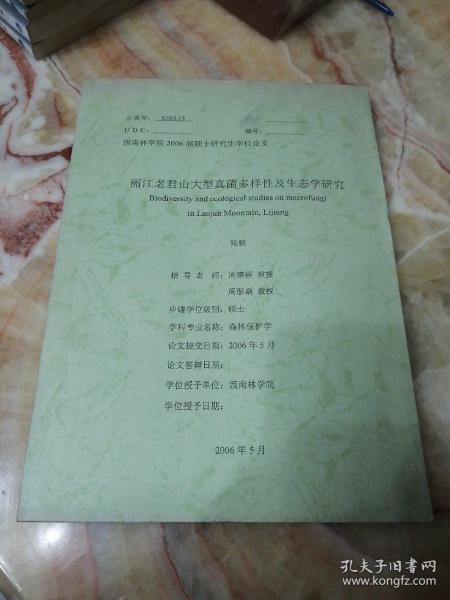 分类号: S763.15
U D C: 编号:
西南林学院 2006 届硕士研究生学位论文
丽江老君山大型真菌多样性及生态学研究
Biodiversity and ecological studies on macrofungi
in Laojun Mountain, Lijiang
张颖
指 导 老 师: 周德群 教授
周彤燊 教授
申请学位级别: 硕士
学科专业名称: 森林保护学
论文提交日期: 2006 年 5 月
论文答辩日期:
学位授予单位: 西南林学院
学位授予日期:
2006 年 5 月
孔夫子旧书网
www.kongfz.com